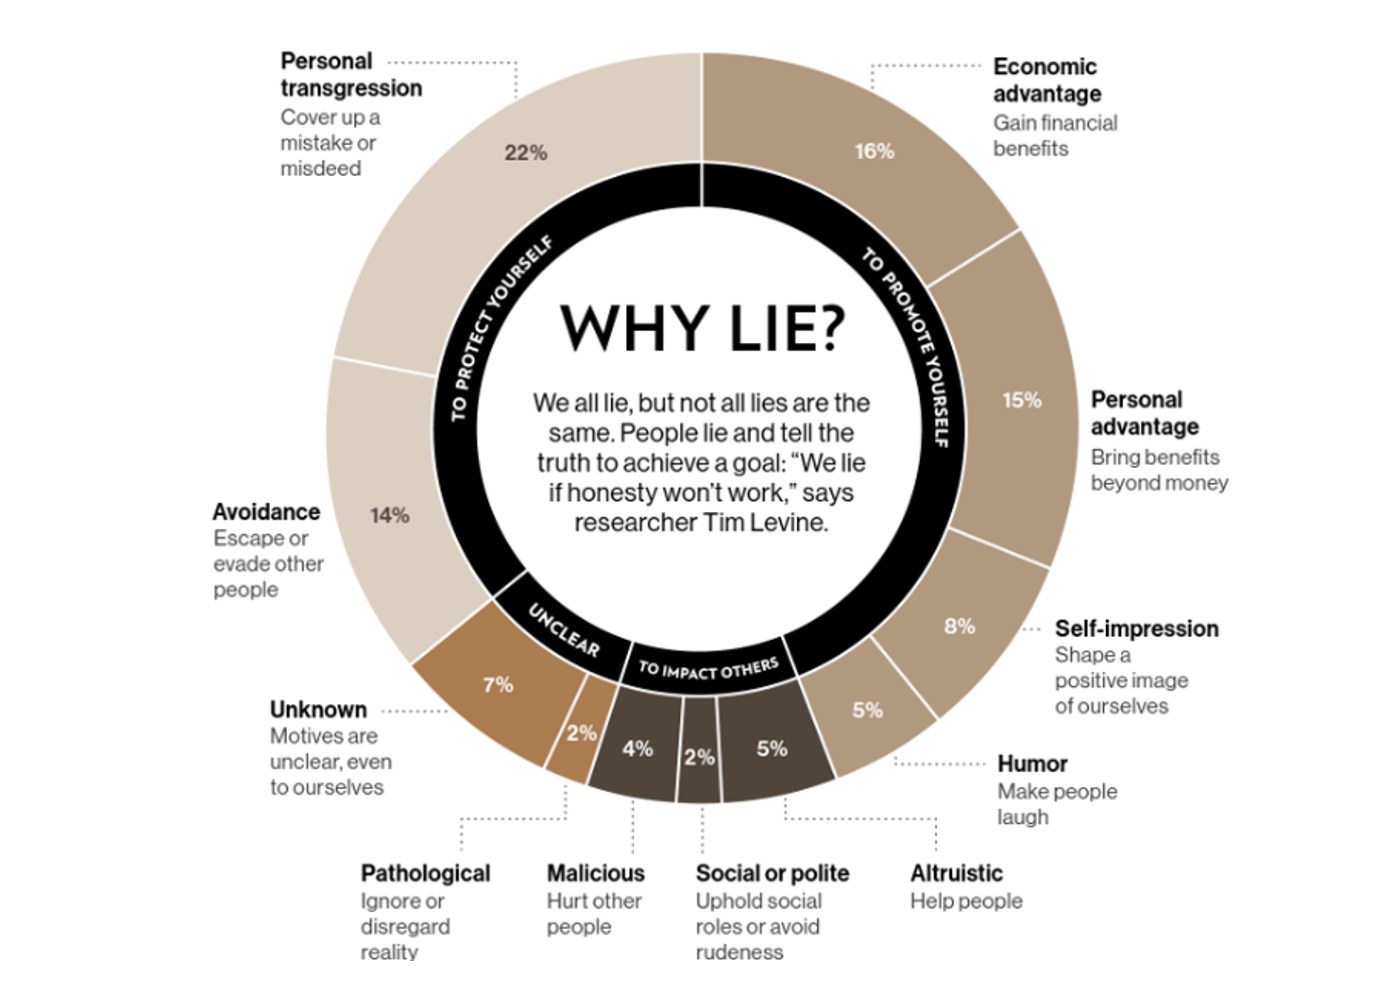 WHY LIE?
We all lie, but not all lies are the
same. People lie and tell the
truth to achieve a goal: “We lie
if honesty won’t work,” says
researcher Tim Levine.
TO PROMOTE YOURSELF
16%
Economic
advantage
Gain financial
benefits
15%
Personal
advantage
Bring benefits
beyond money
8%
Self-impression
Shape a
positive image
of ourselves
5%
Humor
Make people
laugh
TO IMPACT OTHERS
5%
Altruistic
Help people
2%
Social or polite
Uphold social
roles or avoid
rudeness
4%
Malicious
Hurt other
people
UNCLEAR
2%
Pathological
Ignore or
disregard
reality
7%
Unknown
Motives are
unclear, even
to ourselves
TO PROTECT YOURSELF
14%
Avoidance
Escape or
evade other
people
22%
Personal
transgression
Cover up a
mistake or
misdeed